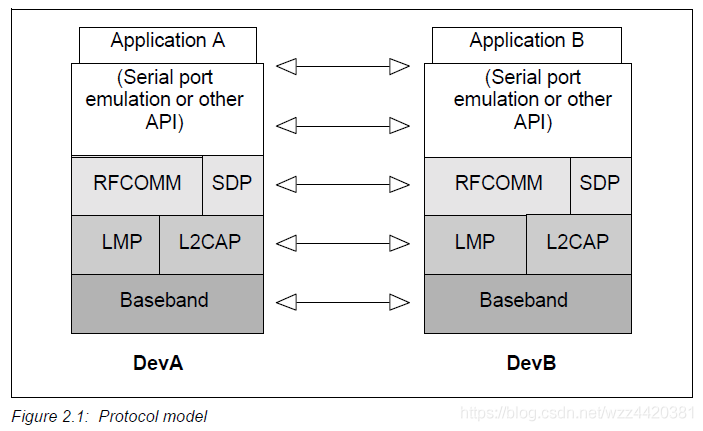 Application A
(Serial port
emulation or other
API)
RFCOMM
SDP
LMP
L2CAP
Baseband
DevA
Application B
(Serial port
emulation or other
API)
RFCOMM
SDP
LMP
L2CAP
Baseband
DevB
Figure 2.1: Protocol model
https://blog.csdn.net/wzz4420381